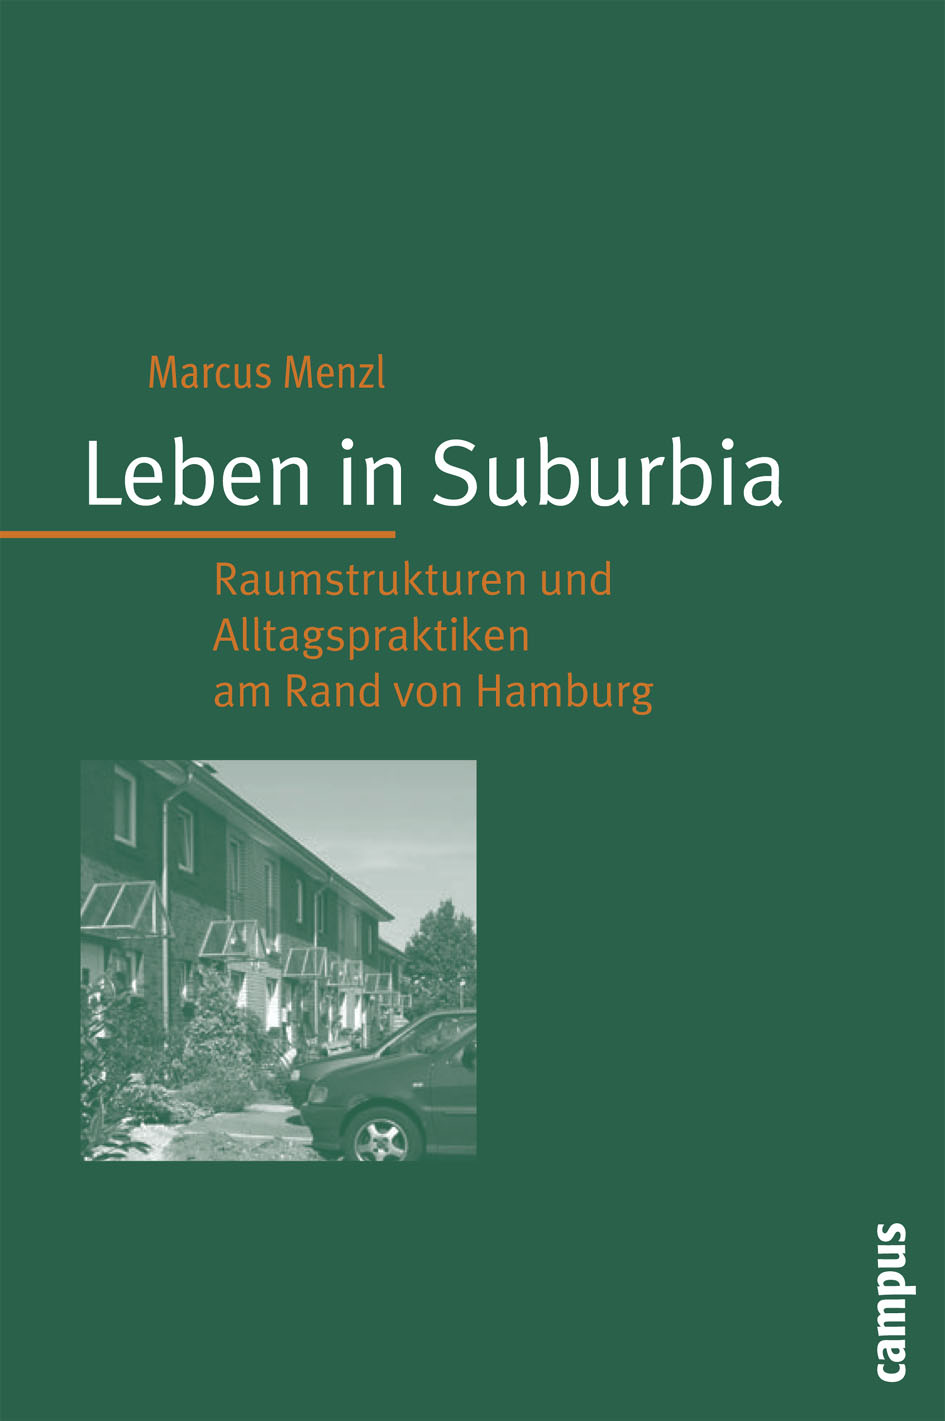 Marcus Menzl
Leben in Suburbia
Raumstrukturen und
Alltagspraktiken
am Rand von Hamburg
campus